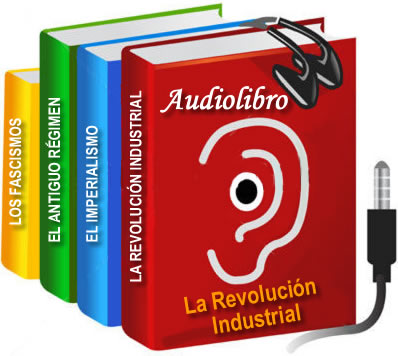 LOS FASCISMOS
EL ANTIGUO RÉGIMEN
EL IMPERIALISMO
LA REVOLUCIÓN INDUSTRIAL
Audiolibro
La Revolución
Industrial